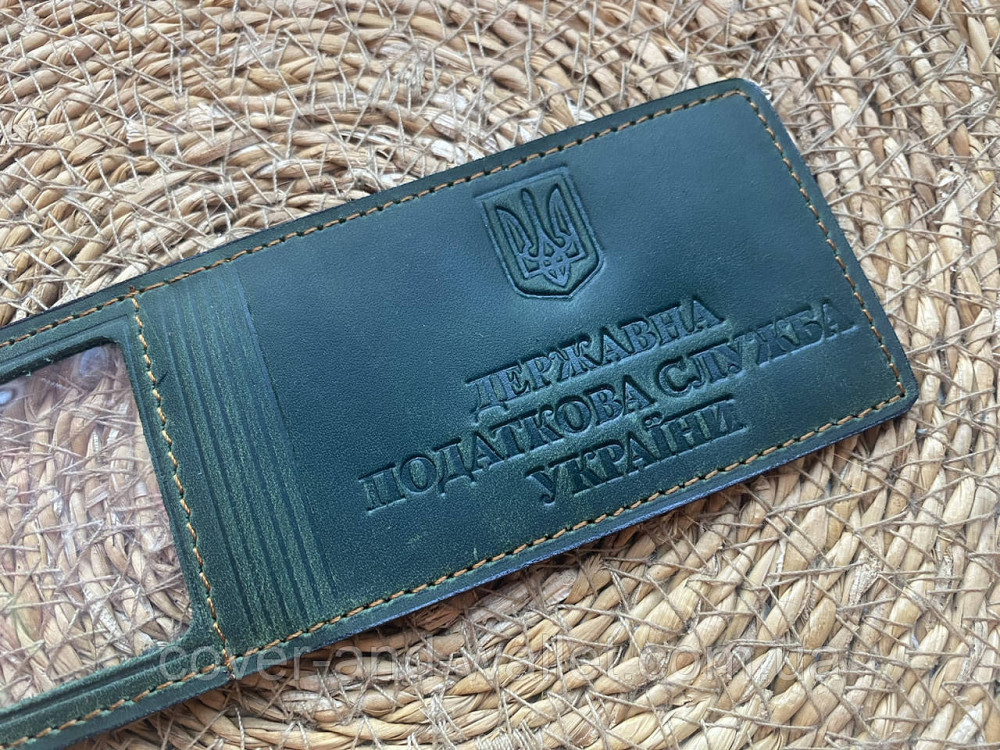 ДЕРЖАВНА
ПОДАТКОВА СЛУЖБА
УКРАЇНИ
cover-and-wallet.com.ua